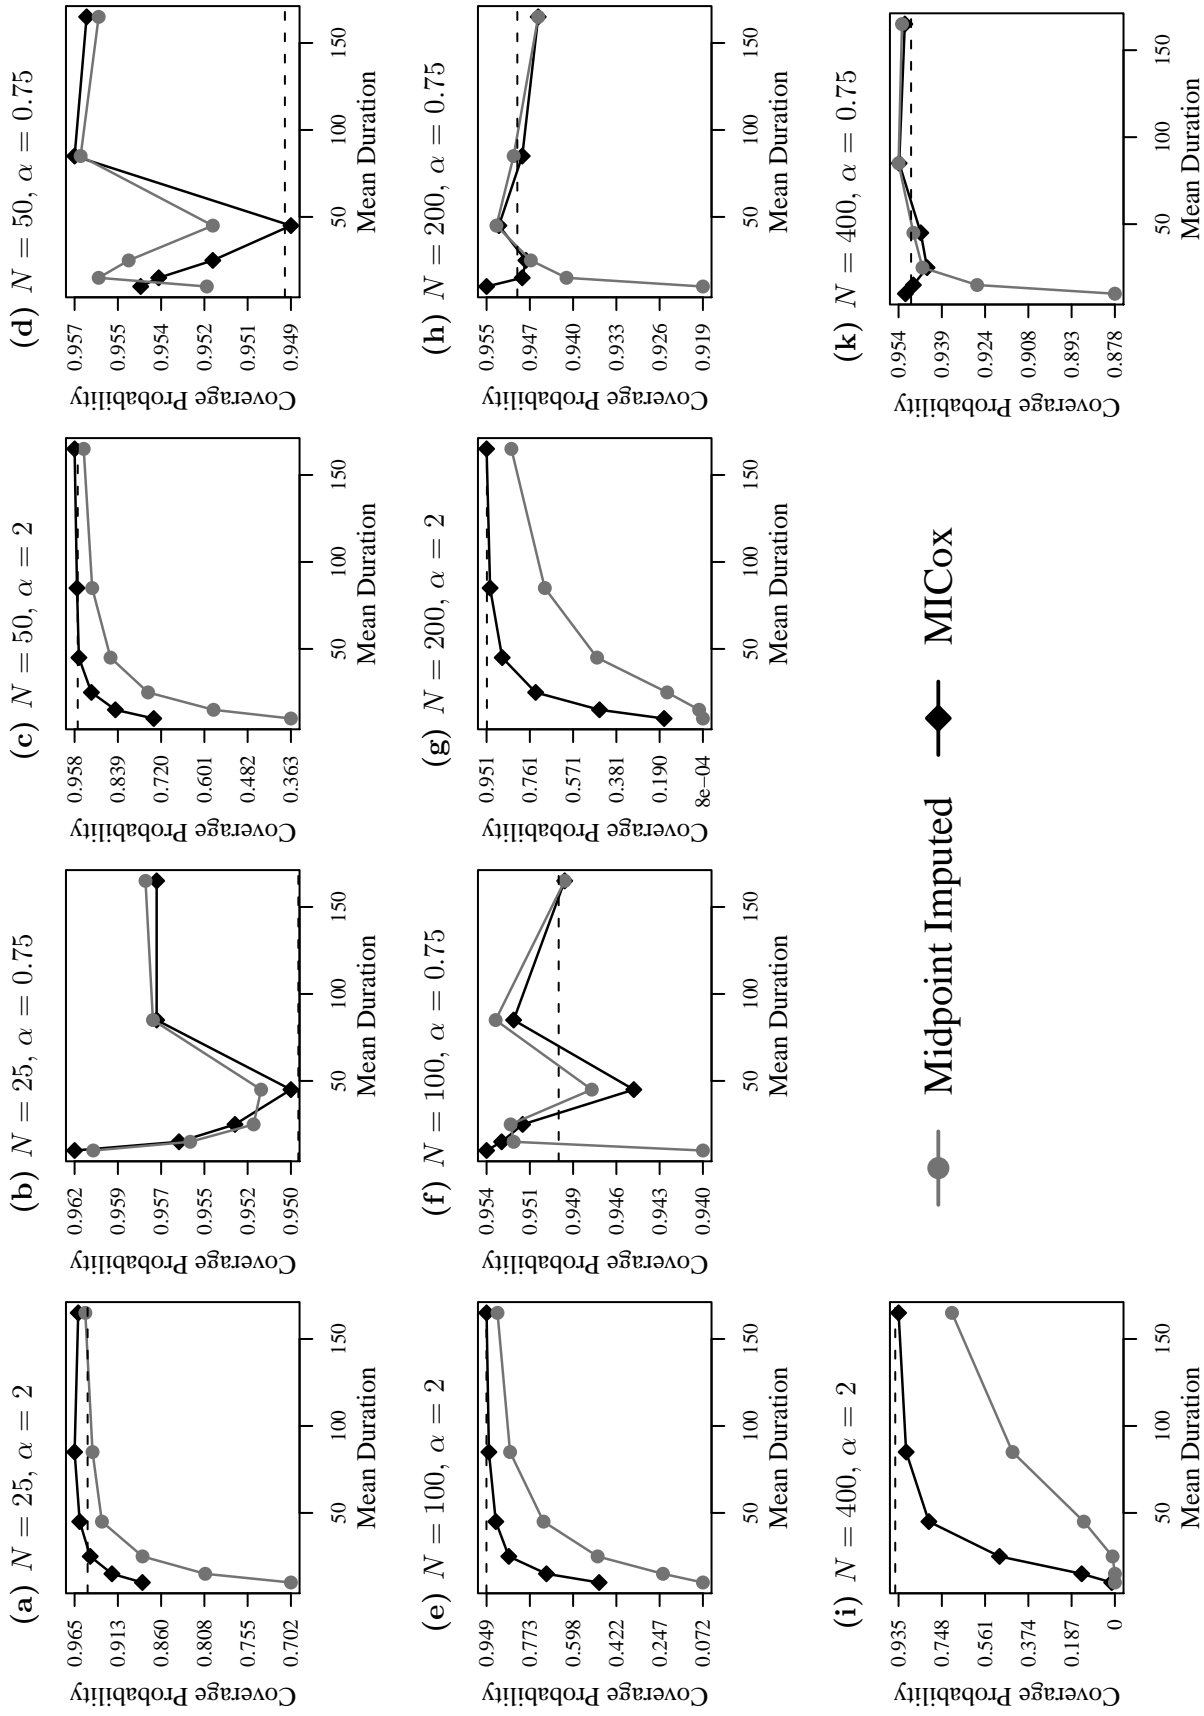 (a) N = 25, α = 2
Coverage Probability
0.965
0.913
0.860
0.808
0.755
0.702
50
100
150
Mean Duration
(b) N = 25, α = 0.75
Coverage Probability
0.962
0.959
0.957
0.955
0.952
0.950
50
100
150
Mean Duration
(c) N = 50, α = 2
Coverage Probability
0.958
0.839
0.720
0.601
0.482
0.363
50
100
150
Mean Duration
(d) N = 50, α = 0.75
Coverage Probability
0.957
0.955
0.954
0.952
0.951
0.949
50
100
150
Mean Duration
(e) N = 100, α = 2
Coverage Probability
0.949
0.773
0.598
0.422
0.247
0.072
50
100
150
Mean Duration
(f) N = 100, α = 0.75
Coverage Probability
0.954
0.951
0.949
0.946
0.943
0.940
50
100
150
Mean Duration
(g) N = 200, α = 2
Coverage Probability
0.951
0.761
0.571
0.381
0.190
8e−04
50
100
150
Mean Duration
(h) N = 200, α = 0.75
Coverage Probability
0.955
0.947
0.940
0.933
0.926
0.919
50
100
150
Mean Duration
(i) N = 400, α = 2
Coverage Probability
0.935
0.748
0.561
0.374
0.187
0
50
100
150
Mean Duration
Midpoint Imputed
MICox
(k) N = 400, α = 0.75
Coverage Probability
0.954
0.939
0.924
0.908
0.893
0.878
50
100
150
Mean Duration